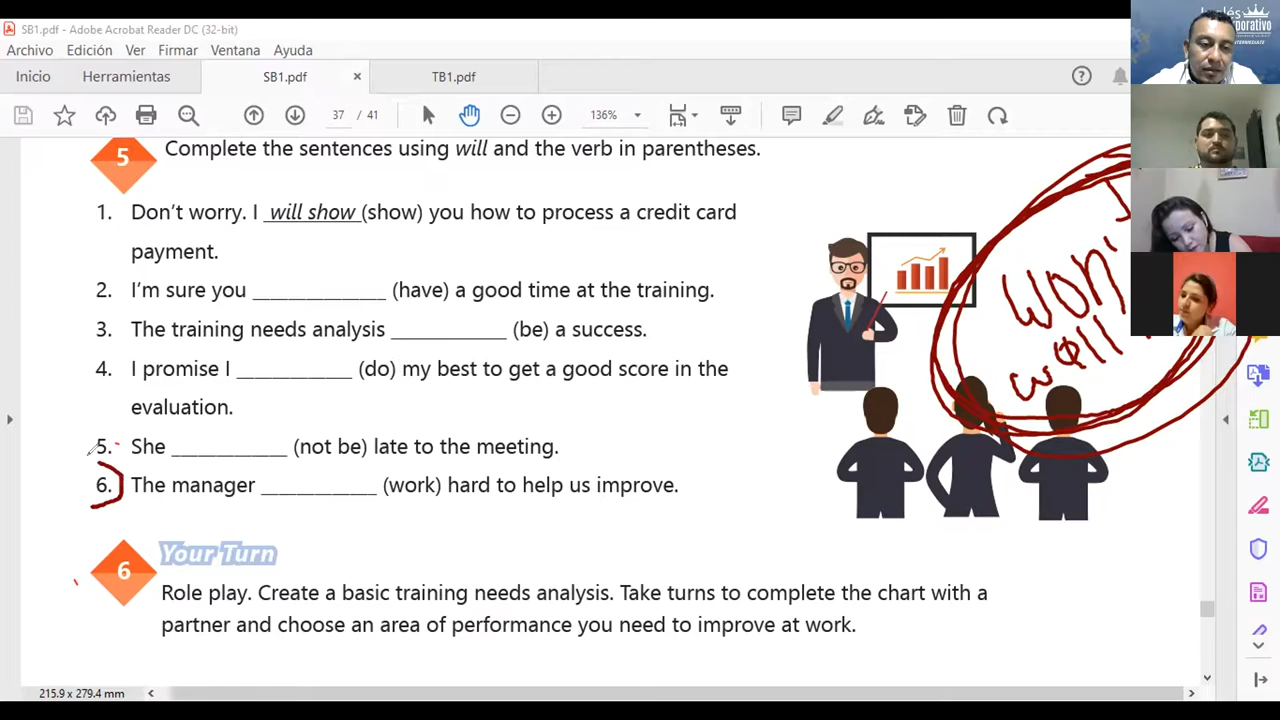 SB1.pdf - Adobe Acrobat Reader DC (32-bit)
Archivo Edición Ver Firmar Ventana Ayuda
Inicio Herramientas SB1.pdf × TB1.pdf
37 / 41 136%
5 Complete the sentences using will and the verb in parentheses.
1. Don't worry. I will show (show) you how to process a credit card
payment.
2. I'm sure you _______________ (have) a good time at the training.
3. The training needs analysis _____________ (be) a success.
4. I promise I _____________ (do) my best to get a good score in the
evaluation.
5. She _____________ (not be) late to the meeting.
6. The manager _____________ (work) hard to help us improve.
will
6 Your Turn
Role play. Create a basic training needs analysis. Take turns to complete the chart with a
partner and choose an area of performance you need to improve at work.
215.9 x 279.4 mm